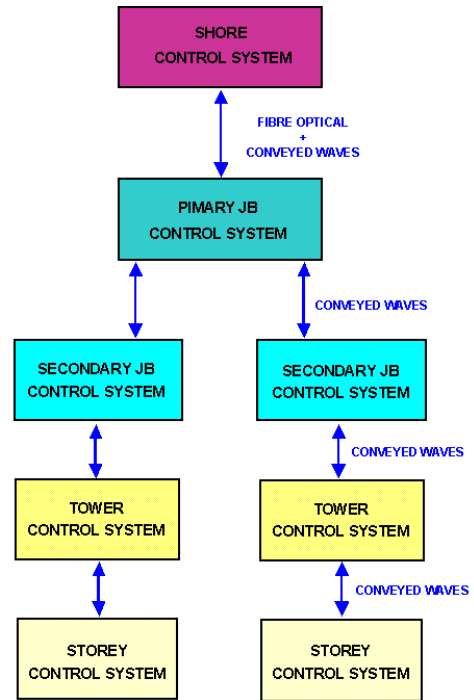 SHORE
CONTROL SYSTEM
FIBRE OPTICAL
+
CONVEYED WAVES
PIMARY JB
CONTROL SYSTEM
CONVEYED WAVES
SECONDARY JB
CONTROL SYSTEM
SECONDARY JB
CONTROL SYSTEM
CONVEYED WAVES
TOWER
CONTROL SYSTEM
TOWER
CONTROL SYSTEM
CONVEYED WAVES
STOREY
CONTROL SYSTEM
STOREY
CONTROL SYSTEM